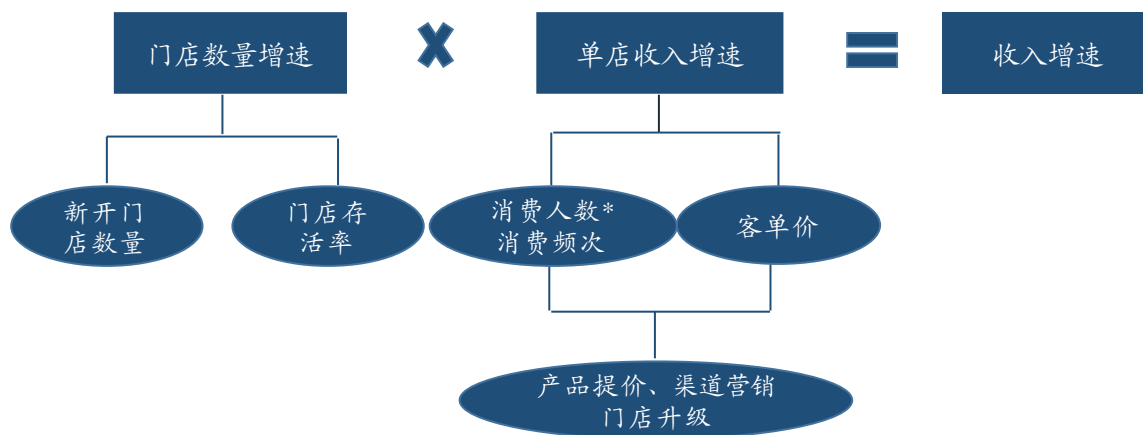 门店数量增速
单店收入增速
收入增速
新开门
店数量
门店存
活率
消费人数*
消费频次
客单价
产品提价、渠道营销
门店升级